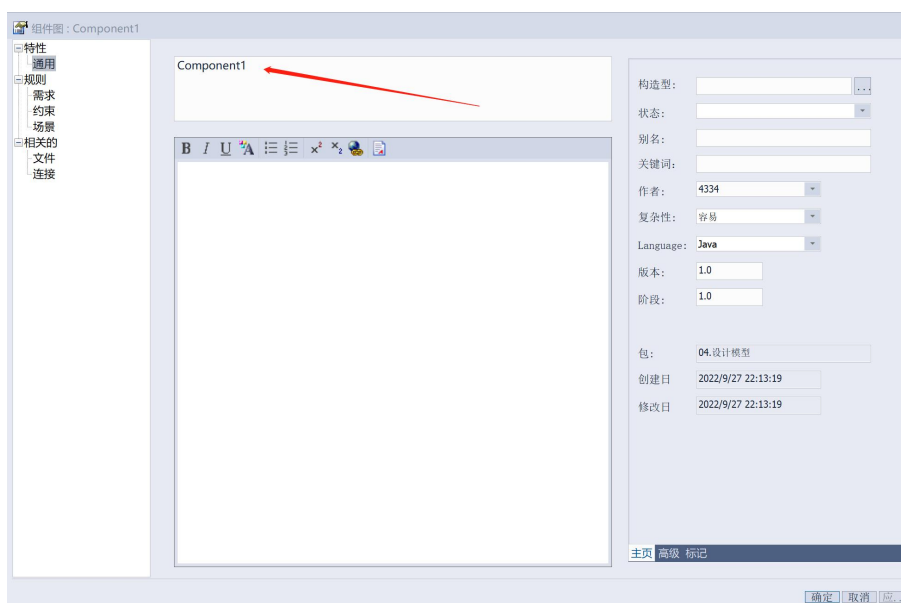 组件图 : Component1
特性
通用
规则
需求
约束
场景
相关的
文件
连接
Component1
B I U A
构造型:
...
状态:
别名:
关键词:
作者: 4334
复杂性: 容易
Language: Java
版本: 1.0
阶段: 1.0
包: 04.设计模型
创建日 2022/9/27 22:13:19
修改日 2022/9/27 22:13:19
主页 高级 标记
确定 取消 应...